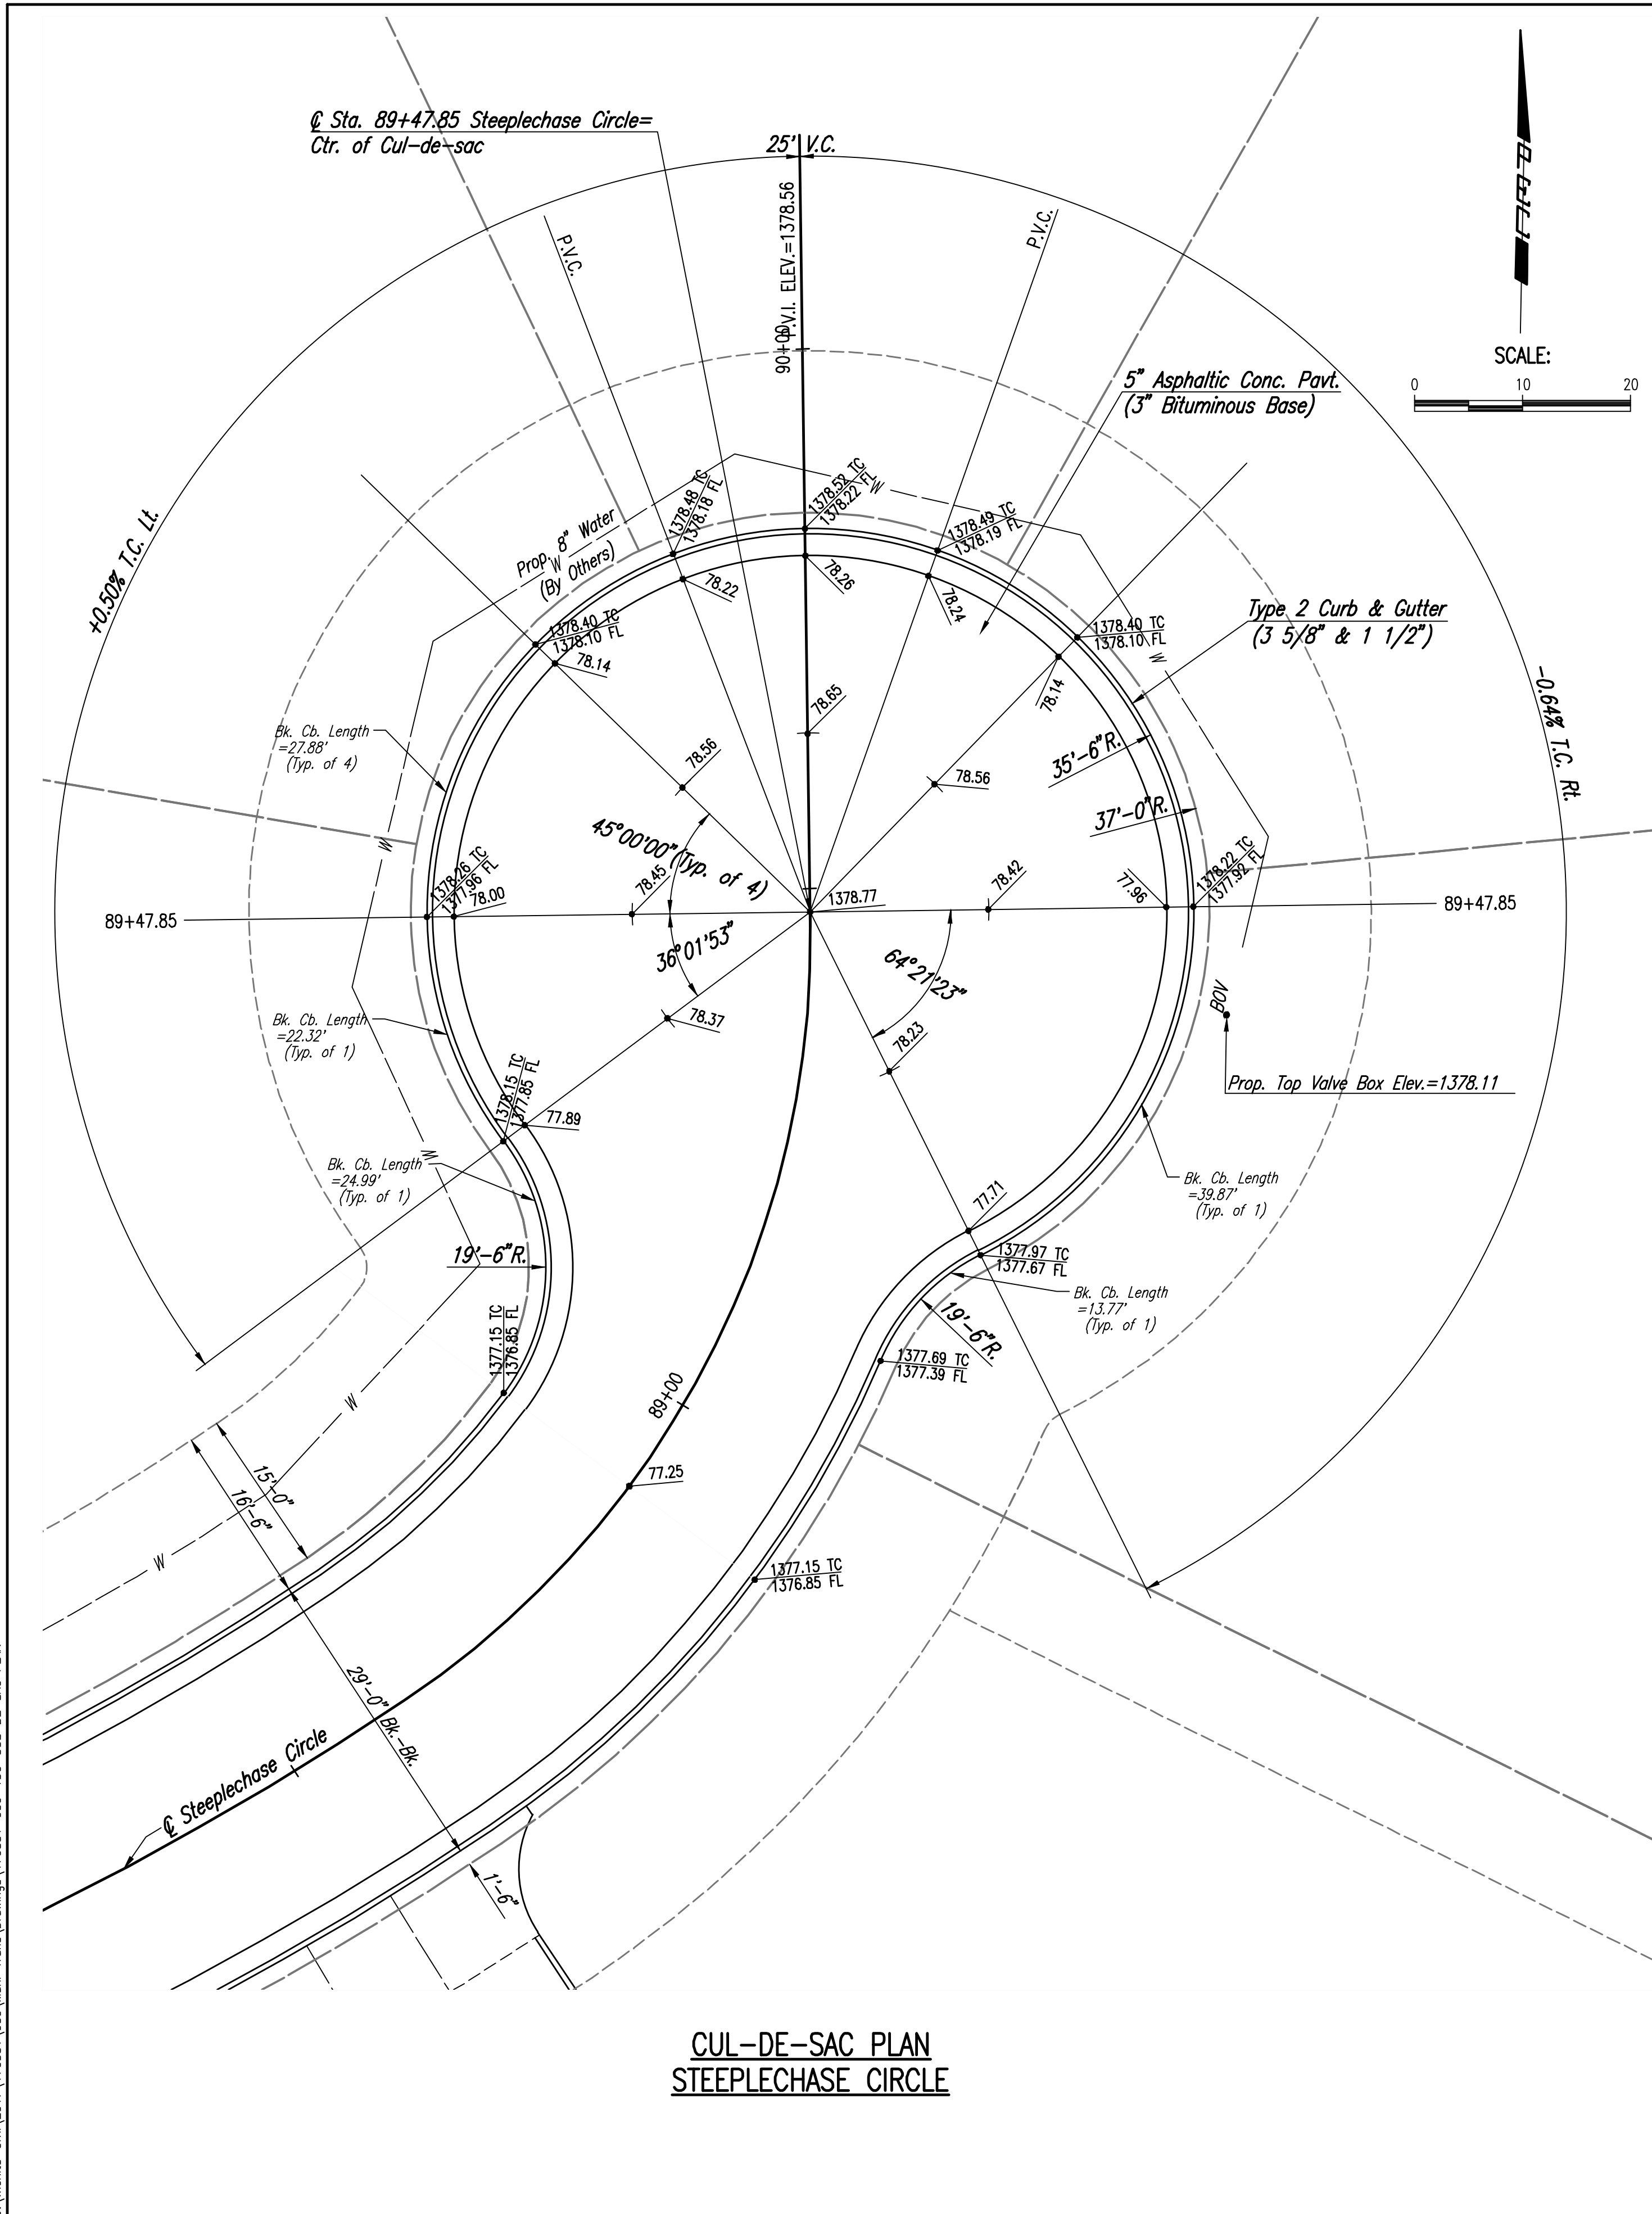 ℄ Sta. 89+47.85 Steeplechase Circle=
Ctr. of Cul-de-sac
25' V.C.
P.V.I. ELEV.=1378.56
90+00
P.V.C.
P.V.C.
SCALE:
0 10 20
5" Asphaltic Conc. Pavt.
(3" Bituminous Base)
+0.50% T.C. Lt.
-0.64% T.C. Rt.
Prop. 8" Water
W
(By Others)
1378.48 TC
1378.18 FL
1378.52 TC
1378.22 FL
W
1378.49 TC
1378.19 FL
78.22
78.26
78.24
1378.40 TC
1378.10 FL
78.14
1378.40 TC
1378.10 FL
78.14
W
Type 2 Curb & Gutter
(3 5/8" & 1 1/2")
Bk. Cb. Length
=27.88'
(Typ. of 4)
78.56
78.65
78.56
35'-6"R.
37'-0"R.
W
45°00'00"(Typ. of 4)
1378.26 TC
1377.96 FL
78.00
78.45
1378.77
78.42
77.96
1378.22 TC
1377.92 FL
89+47.85
89+47.85
36°01'53"
64°21'23"
78.37
78.23
BOV
Prop. Top Valve Box Elev.=1378.11
Bk. Cb. Length
=22.32'
(Typ. of 1)
1378.15 TC
1377.85 FL
77.89
Bk. Cb. Length
=24.99'
(Typ. of 1)
W
77.71
Bk. Cb. Length
=39.87'
(Typ. of 1)
19'-6"R.
1377.97 TC
1377.67 FL
Bk. Cb. Length
=13.77'
(Typ. of 1)
19'-6"R.
1377.15 TC
1376.85 FL
1377.69 TC
1377.39 FL
W
89+00
77.25
15'-0"
16'-6"
W
1377.15 TC
1376.85 FL
29'-0" Bk.-Bk.
℄ Steeplechase Circle
1'-6"
CUL-DE-SAC PLAN
STEEPLECHASE CIRCLE